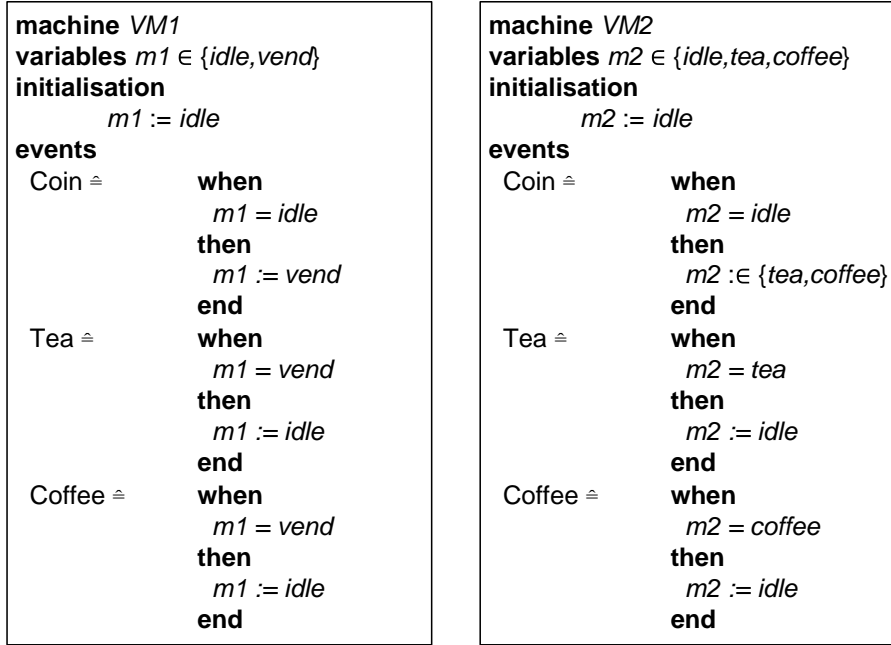 machine VM1
variables m1 ∈ {idle,vend}
initialisation
m1 := idle
events
Coin ≙ when
m1 = idle
then
m1 := vend
end
Tea ≙ when
m1 = vend
then
m1 := idle
end
Coffee ≙ when
m1 = vend
then
m1 := idle
end
machine VM2
variables m2 ∈ {idle,tea,coffee}
initialisation
m2 := idle
events
Coin ≙ when
m2 = idle
then
m2 :∈ {tea,coffee}
end
Tea ≙ when
m2 = tea
then
m2 := idle
end
Coffee ≙ when
m2 = coffee
then
m2 := idle
end